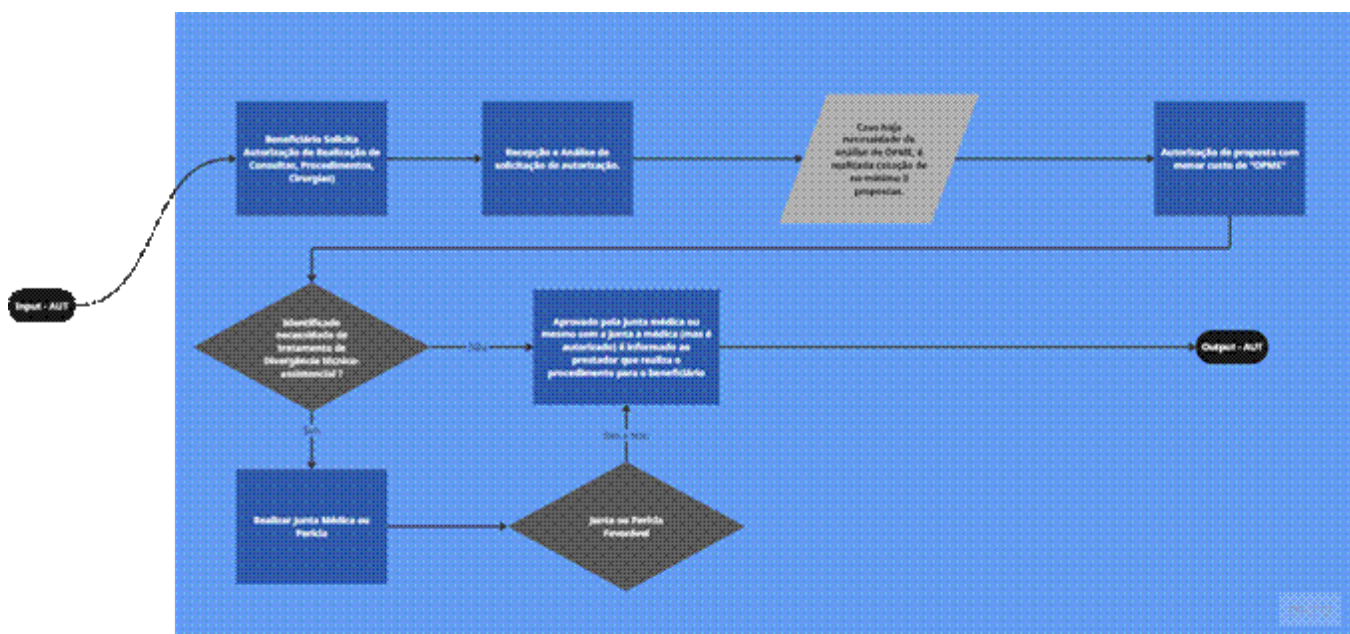 Beneficiário Solicita
Autorização de Realização de
Consultas, Procedimentos,
Cirurgias)
Recepção e Análise de
solicitação de autorização.
Caso haja
necessidade de
análise de OPME, é
realizada cotação de
no mínimo 3
propostas.
Autorização de proposta com
menor custo de "OPME"
Input - AUT
Identificado
necessidade de
tratamento de
Divergência técnico-
assistencial ?
Não
Aprovado pela junta médica ou
mesmo sem a junta a médica (mas é
autorizado) é informado ao
prestador que realiza o
procedimento para o beneficiário
Output - AUT
Sim
Realizar Junta Médica ou
Perícia
Junta ou Perícia
Favorável